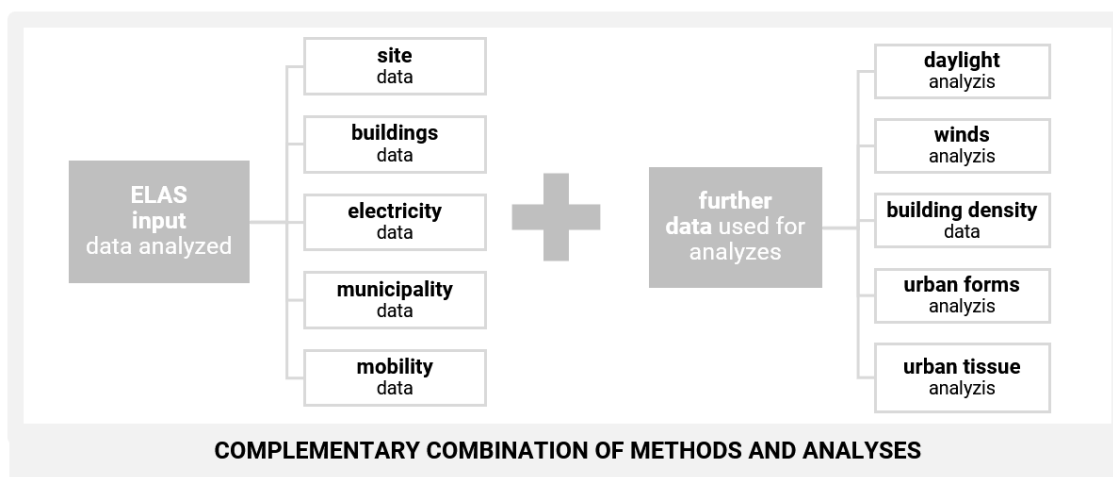 ELAS
input
data analyzed
site
data
buildings
data
electricity
data
municipality
data
mobility
data
further
data used for
analyzes
daylight
analyzis
winds
analyzis
building density
data
urban forms
analyzis
urban tissue
analyzis
COMPLEMENTARY COMBINATION OF METHODS AND ANALYSES